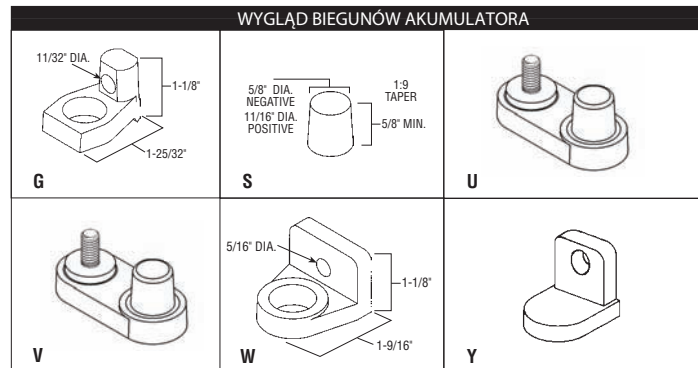 WYGLĄD BIEGUNÓW AKUMULATORA
11/32" DIA.
1-1/8"
1-25/32"
G
5/8" DIA.
NEGATIVE
11/16" DIA.
POSITIVE
1:9
TAPER
5/8" MIN.
S
U
V
5/16" DIA.
1-1/8"
1-9/16"
W
Y